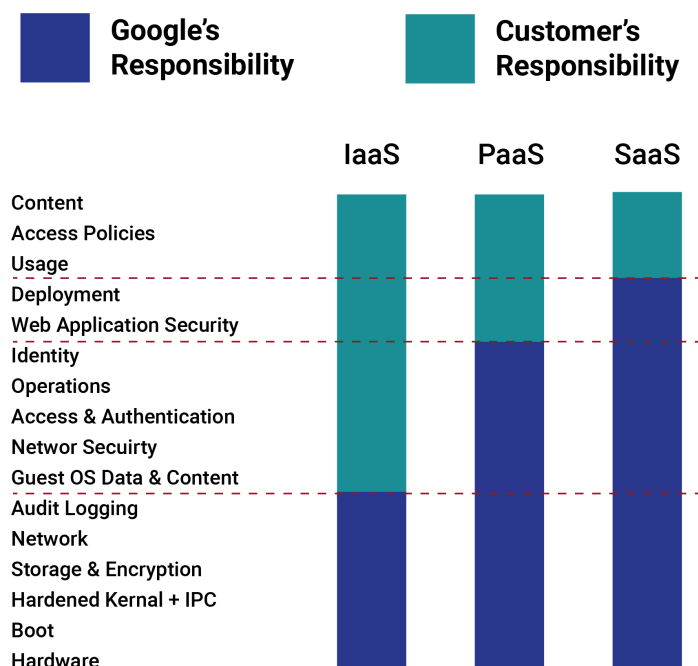 Google's
Responsibility
Customer's
Responsibility
IaaS
PaaS
SaaS
Content
Access Policies
Usage
Deployment
Web Application Security
Identity
Operations
Access & Authentication
Networ Secuirty
Guest OS Data & Content
Audit Logging
Network
Storage & Encryption
Hardened Kernal + IPC
Boot
Hardware